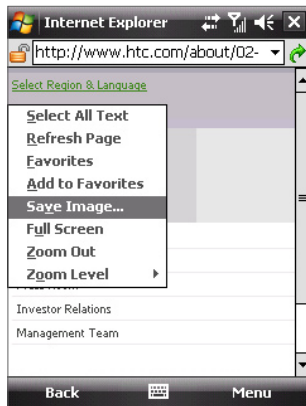 Internet Explorer
http://www.htc.com/about/02-
Select Region & Language
Select All Text
Refresh Page
Favorites
Add to Favorites
Save Image...
Full Screen
Zoom Out
Zoom Level
Investor Relations
Management Team
Back
Menu